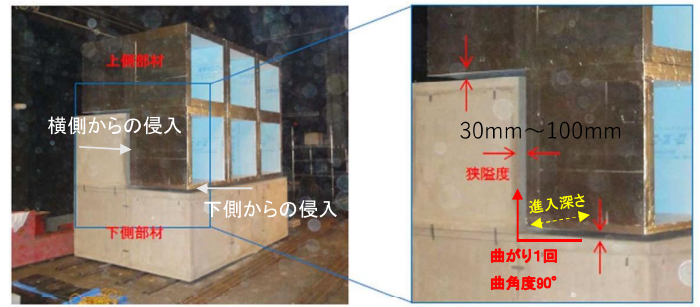 上側部材
横側からの侵入
下側からの侵入
下側部材
30mm～100mm
狭隘度
進入深さ
曲がり1回
曲角度90°